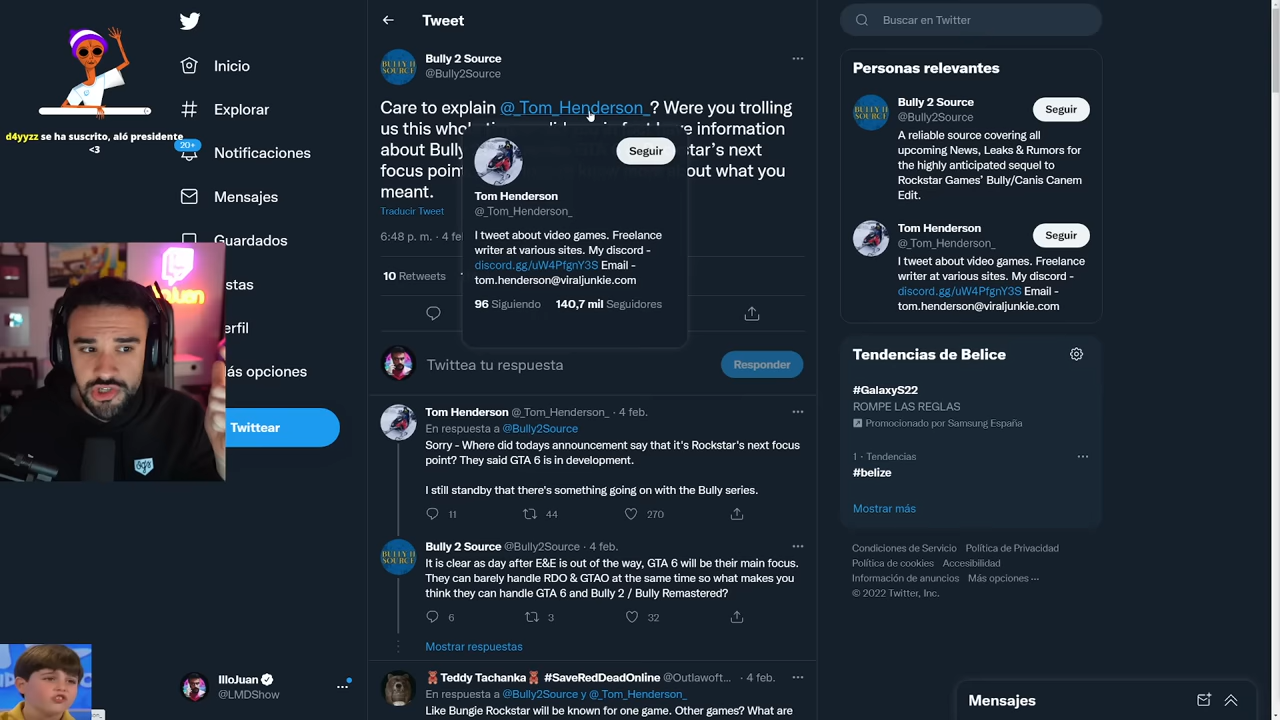 Tweet
Buscar en Twitter
d4yyzz se ha suscrito, aló presidente
<3
Inicio
Explorar
20+
Notificaciones
Mensajes
Guardados
Más opciones
Twittear
IlloJuan
@LMDShow
Bully 2 Source
@Bully2Source
Care to explain @_Tom_Henderson_? Were you trolling
us this information
about Bully next
focus about what you
meant.
Traducir Tweet
6:48 p. m. · 4
10 Retweets
Seguir
Tom Henderson
@_Tom_Henderson_
I tweet about video games. Freelance
writer at various sites. My discord -
discord.gg/uW4PfgnY3S Email -
tom.henderson@viraljunkie.com
96 Siguiendo 140,7 mil Seguidores
Twittea tu respuesta
Responder
Tom Henderson @_Tom_Henderson_ · 4 feb.
En respuesta a @Bully2Source
Sorry - Where did todays announcement say that it's Rockstar's next focus
point? They said GTA 6 is in development.
I still standby that there's something going on with the Bully series.
11 44 270
Bully 2 Source @Bully2Source · 4 feb.
It is clear as day after E&E is out of the way, GTA 6 will be their main focus.
They can barely handle RDO & GTAO at the same time so what makes you
think they can handle GTA 6 and Bully 2 / Bully Remastered?
6 3 32
Mostrar respuestas
Teddy Tachanka #SaveRedDeadOnline @Outlawoft... · 4 feb.
En respuesta a @Bully2Source y @_Tom_Henderson_
Like Bungie Rockstar will be known for one game. Other games? What are
Personas relevantes
Bully 2 Source
@Bully2Source
Seguir
A reliable source covering all
upcoming News, Leaks & Rumors for
the highly anticipated sequel to
Rockstar Games' Bully/Canis Canem
Edit.
Tom Henderson
@_Tom_Henderson_
Seguir
I tweet about video games. Freelance
writer at various sites. My discord -
discord.gg/uW4PfgnY3S Email -
tom.henderson@viraljunkie.com
Tendencias de Belice
#GalaxyS22
ROMPE LAS REGLAS
Promocionado por Samsung España
1 · Tendencias
#belize
Mostrar más
Condiciones de Servicio Política de Privacidad
Política de cookies Accesibilidad
Información de anuncios Más opciones ···
© 2022 Twitter, Inc.
Mensajes